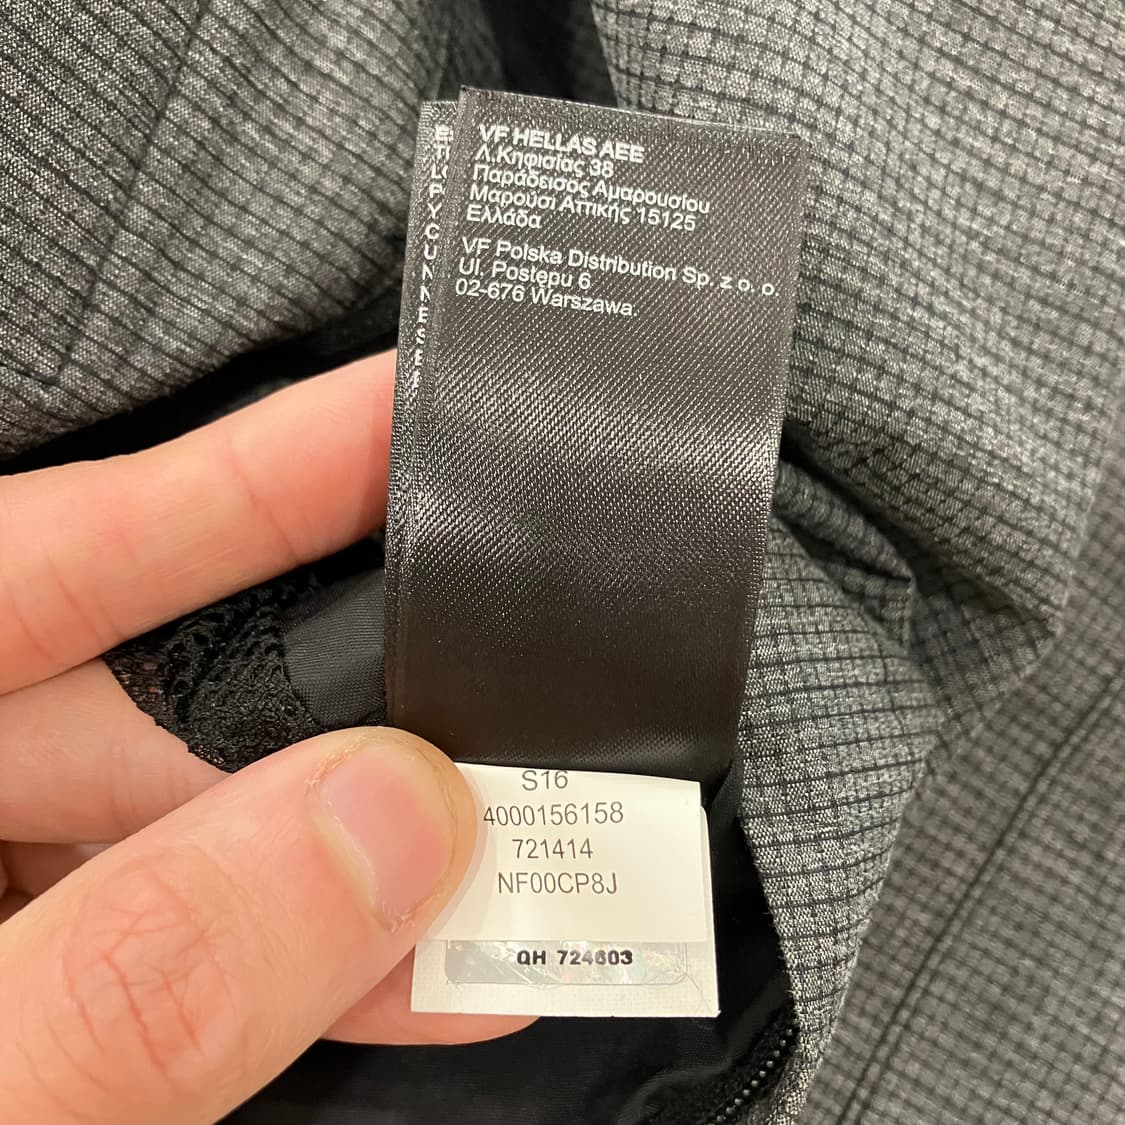 VF HELLAS AEE
Λ.Κηφισίας 38
Παράδεισος Αμαρουσίου
Μαρούσι Αττικής 15125
Ελλάδα
VF Polska Distribution Sp. z o. o.
Ul. Postępu 6
02-676 Warszawa
S16
4000156158
721414
NF00CP8J
QH 724603